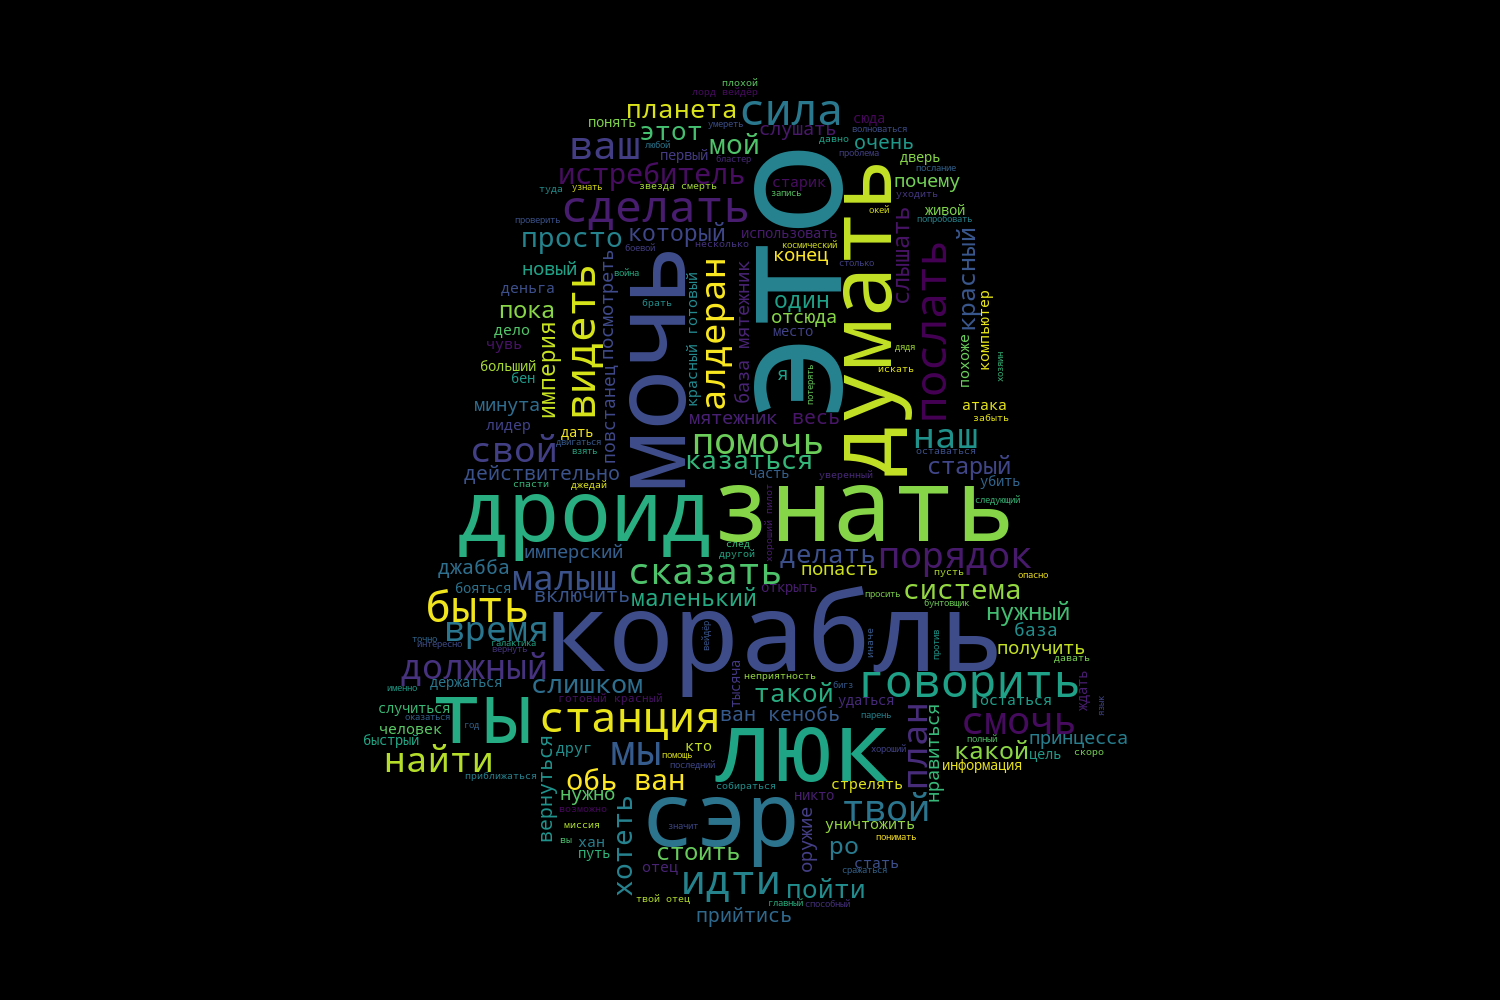 плохой
лорд вейдер
планета
сила
понять
этот
умереть
слушать
сюда
волноваться
ваш
любой
мой
давно
очень
первый
бластер
проблема
дверь
истребитель
старик
послание
почему
туда
узнать
звезда смерть
запись
уходить
сделать
это
думать
окей
живой
попробовать
проверить
просто
который
использовать
боевой
несколько
космический
слышать
красный
мочь
конец
столько
послать
новый
война
посмотреть
видеть
алдеран
база мятежник
красный готовый
деньга
брать
один
отсюда
место
компьютер
пока
дело
империя
чувь
дядя
похоже
хозяин
больший
бен
я
потерять
искать
минута
атака
забыть
лидер
повстанец
мятежник
весь
дать
двигаться
взять
свой
помочь
наш
оставаться
казаться
старый
действительно
часть
уверенный
убить
спасти
джедай
дроид
знать
хороший пилот
следующий
след
другой
имперский
делать
порядок
джабба
малыш
сказать
попасть
пусть
опасно
бояться
включить
маленький
открыть
просить
система
бунтовщик
быть
нужный
время
корабль
вейдёр
иначе
против
база
точно
интересно
галактика
вернуть
получить
давать
должный
держаться
слишком
тысяча
неприятность
именно
готовый красный
такой
бигз
удаться
говорить
остаться
ждать
язык
случиться
оказаться
ты
год
станция
ван кенобь
парень
план
смочь
человек
быстрый
друг
мы
кто
помощь
люк
хороший
нравиться
полный
какой
принцесса
цель
скоро
найти
приближаться
последний
информация
вернуться
обь ван
собираться
стрелять
нужно
возможно
хотеть
сэр
никто
твой
миссия
значит
оружие
уничтожить
понимать
вы
хан
путь
стоить
ро
отец
стать
сражаться
идти
пойти
твой отец
главный
способный
прийтись